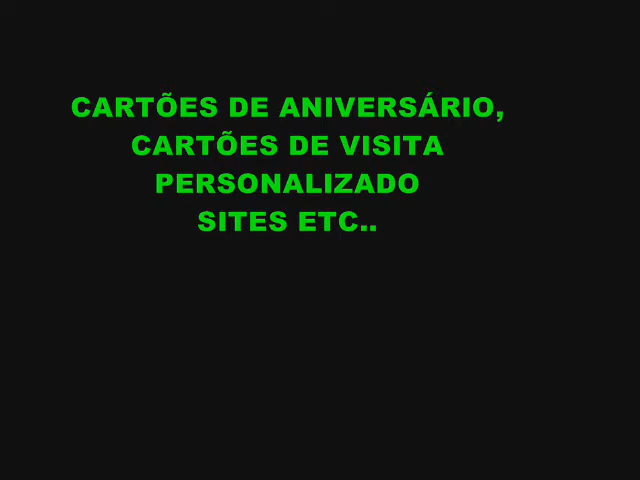 CARTÕES DE ANIVERSÁRIO,
CARTÕES DE VISITA
PERSONALIZADO
SITES ETC..